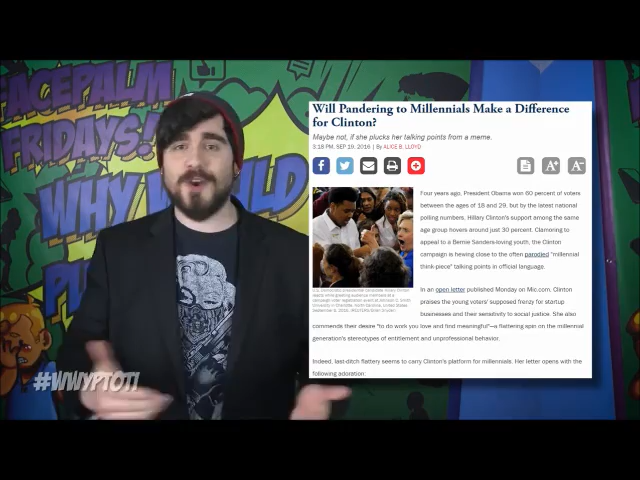 FACEPALM
FRIDAYS!
WHY
#WWYPTOTI
Will Pandering to Millennials Make a Difference
for Clinton?
Maybe not, if she plucks her talking points from a meme.
3:18 PM, SEP 19, 2016 | By ALICE B. LLOYD
A+
A-
Four years ago, President Obama won 60 percent of voters
between the ages of 18 and 29, but by the latest national
polling numbers, Hillary Clinton's support among the same
age group hovers around just 30 percent. Clamoring to
appeal to a Bernie Sanders-loving youth, the Clinton
campaign is hewing close to the often parodied "millennial
think-piece" talking points in official language.
In an open letter published Monday on Mic.com, Clinton
praises the young voters' supposed frenzy for startup
businesses and their sensitivity to social justice. She also
commends their desire "to do work you love and find meaningful"—a flattering spin on the millennial
generation's stereotypes of entitlement and unprofessional behavior.
Indeed, last-ditch flattery seems to carry Clinton's platform for millennials. Her letter opens with the
following adoration: